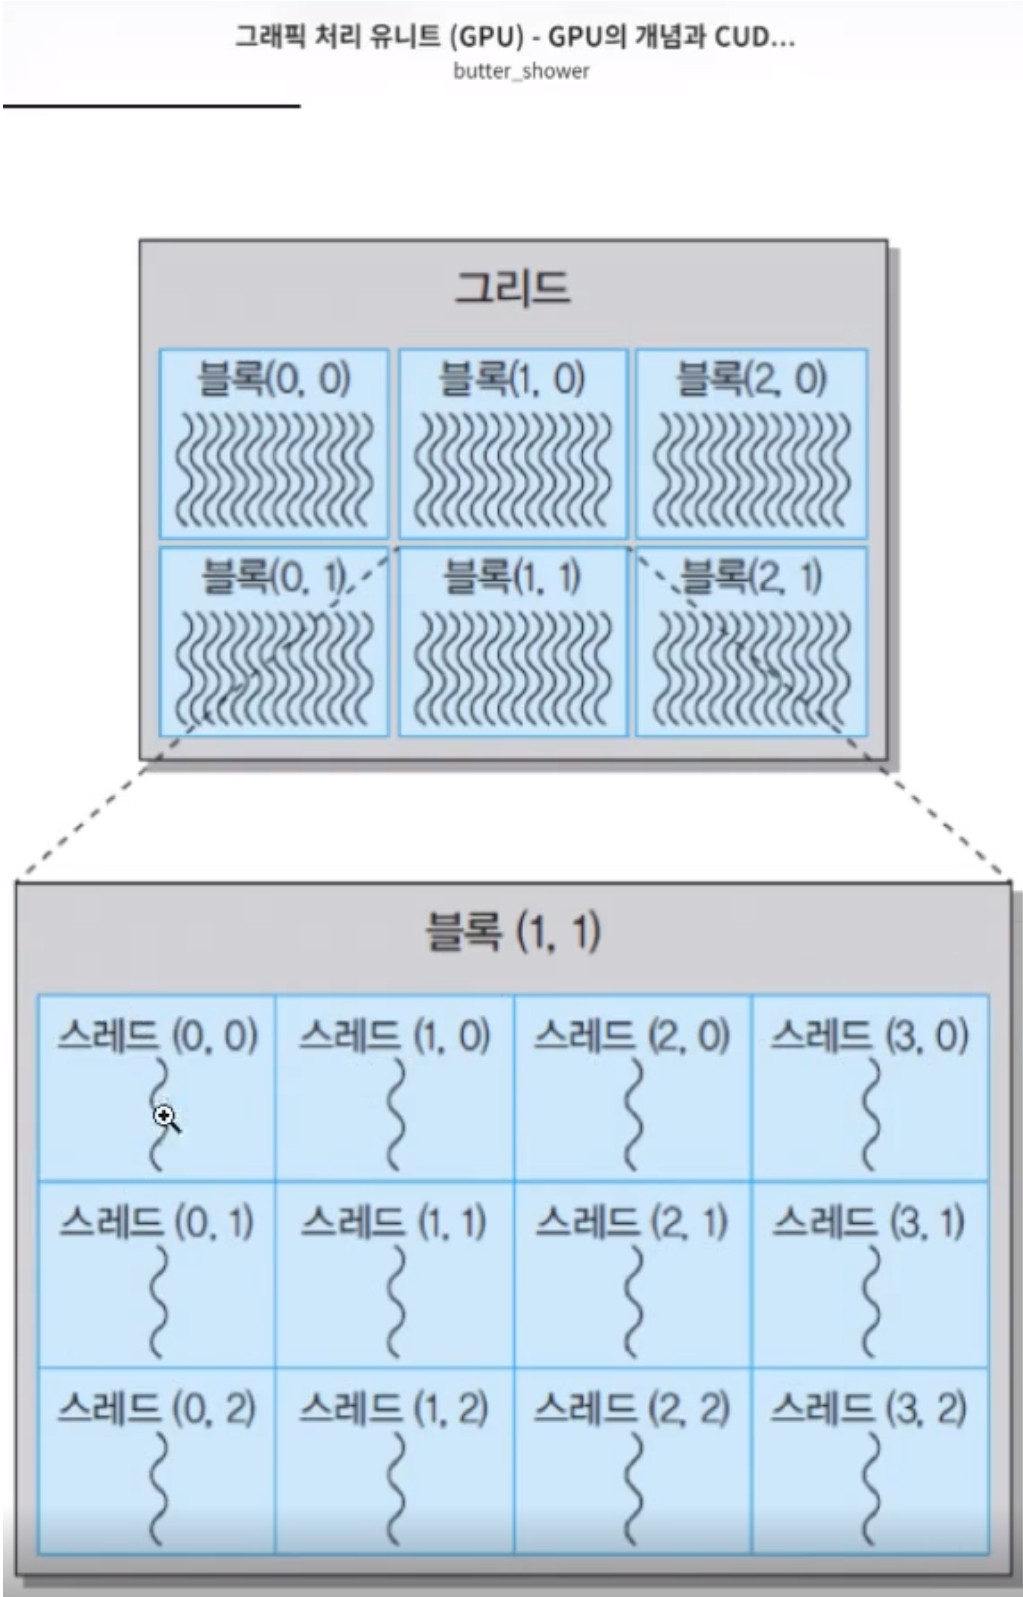 그래픽 처리 유니트 (GPU) - GPU의 개념과 CUD...
butter_shower
그리드
블록(0, 0) 블록(1, 0) 블록(2, 0)
블록(0, 1) 블록(1, 1) 블록(2, 1)
블록 (1, 1)
스레드 (0, 0) 스레드 (1, 0) 스레드 (2, 0) 스레드 (3, 0)
스레드 (0, 1) 스레드 (1, 1) 스레드 (2, 1) 스레드 (3, 1)
스레드 (0, 2) 스레드 (1, 2) 스레드 (2, 2) 스레드 (3, 2)